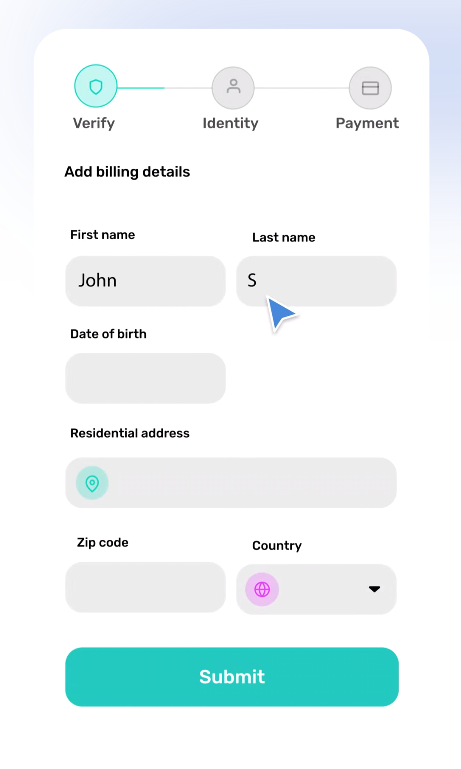 Verify Identity Payment
Add billing details
First name Last name
John S
Date of birth
Residential address
Zip code Country
Submit